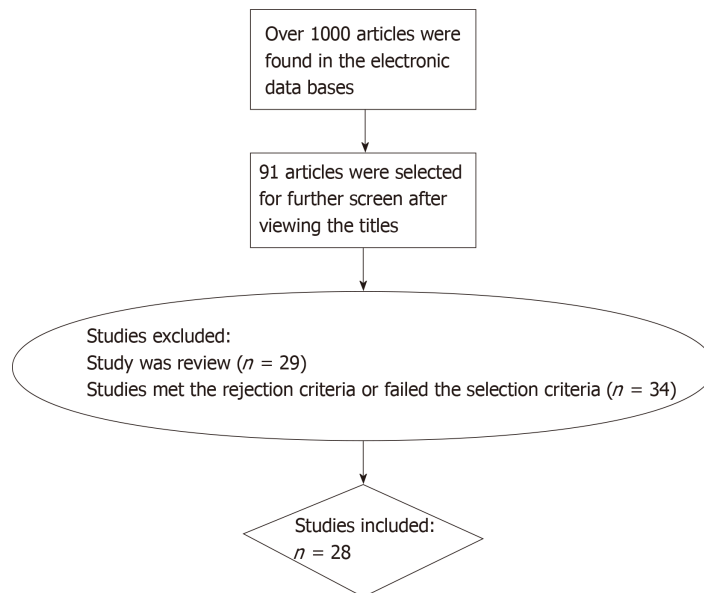 Over 1000 articles were
found in the electronic
data bases
91 articles were selected
for further screen after
viewing the titles
Studies excluded:
Study was review (n = 29)
Studies met the rejection criteria or failed the selection criteria (n = 34)
Studies included:
n = 28